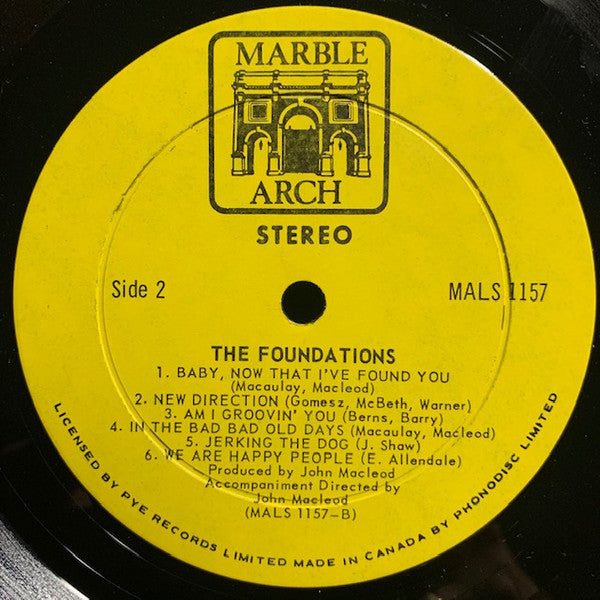 MARBLE
ARCH
STEREO
Side 2
MALS 1157
THE FOUNDATIONS
1. BABY, NOW THAT I'VE FOUND YOU
(Macaulay, Macleod)
2. NEW DIRECTION (Gomesz, McBeth, Warner)
3. AM I GROOVIN' YOU (Berns, Barry)
4. IN THE BAD BAD OLD DAYS (Macaulay, Macleod)
5. JERKING THE DOG (J. Shaw)
6. WE ARE HAPPY PEOPLE (E. Allendale)
Produced by John Macleod
Accompaniment Directed by
John Macleod
(MALS 1157-B)
LICENSED BY PYE RECORDS LIMITED MADE IN CANADA BY PHONODISC LIMITED